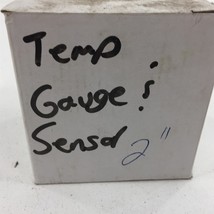 Temp
Gauge &
Sensor 2"